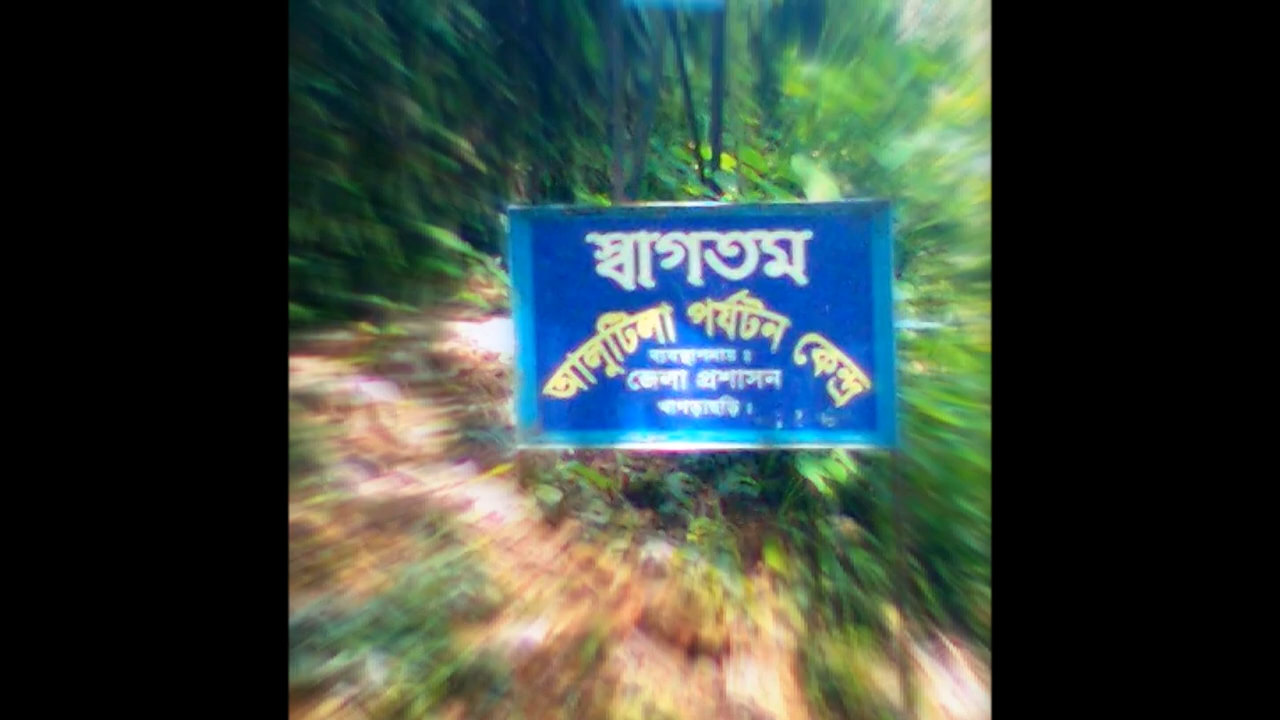 স্বাগতম
আলুটিলা পর্যটন কেন্দ্র
ব্যবস্থাপনায় ঃ
জেলা প্রশাসন
খাগড়াছড়ি।